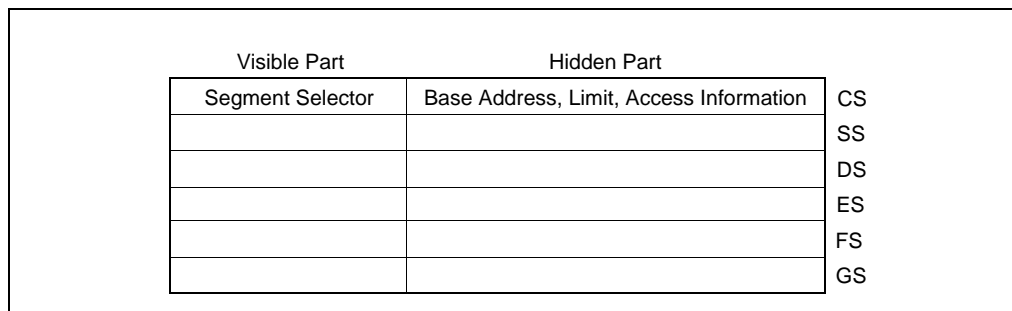 Visible Part Hidden Part
Segment Selector Base Address, Limit, Access Information CS
SS
DS
ES
FS
GS